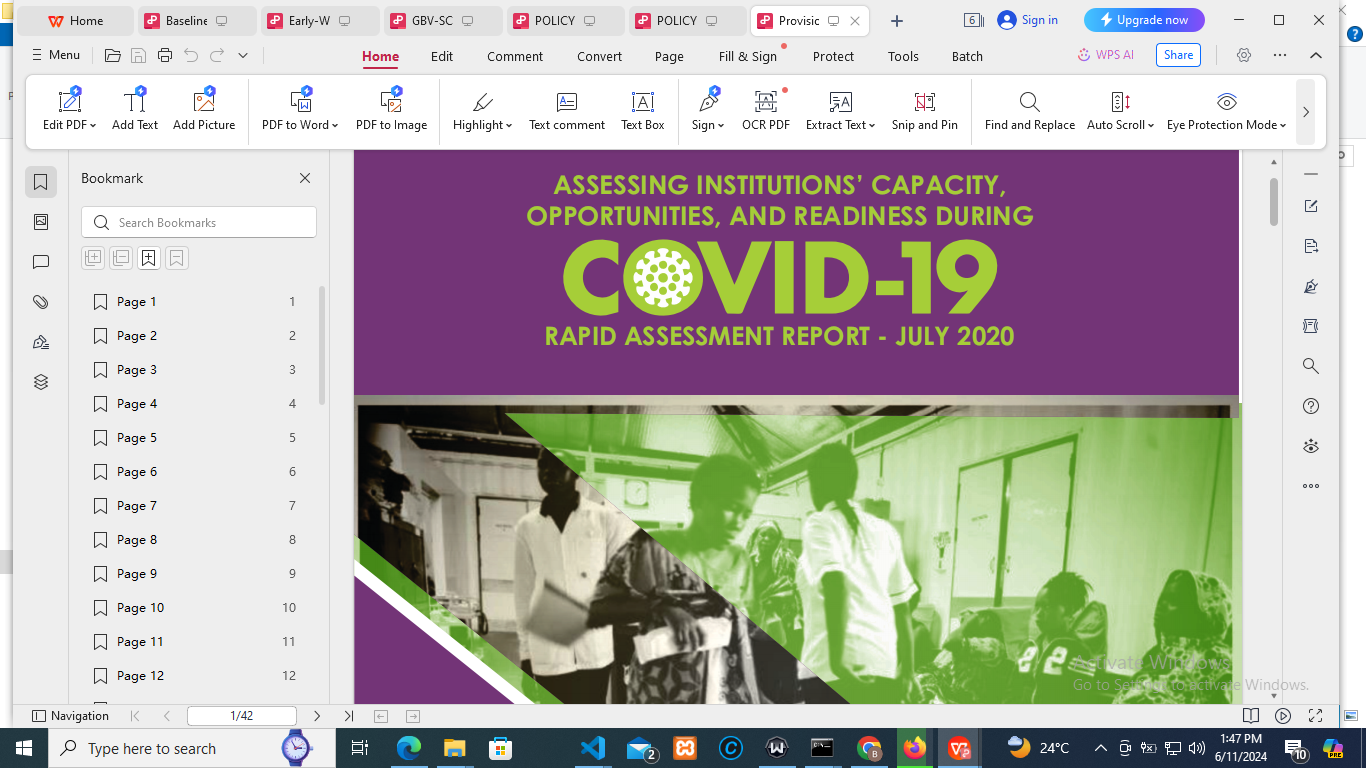 Home
Baseline
Early-W
GBV-SC
POLICY
POLICY
Provisic
6
Sign in
Upgrade now
Menu
Home
Edit
Comment
Convert
Page
Fill & Sign
Protect
Tools
Batch
WPS AI
Share
Edit PDF
Add Text
Add Picture
PDF to Word
PDF to Image
Highlight
Text comment
Text Box
Sign
OCR PDF
Extract Text
Snip and Pin
Find and Replace
Auto Scroll
Eye Protection Mode
Bookmark
Search Bookmarks
Page 1 1
Page 2 2
Page 3 3
Page 4 4
Page 5 5
Page 6 6
Page 7 7
Page 8 8
Page 9 9
Page 10 10
Page 11 11
Page 12 12
ASSESSING INSTITUTIONS’ CAPACITY,
OPPORTUNITIES, AND READINESS DURING
COVID-19
RAPID ASSESSMENT REPORT - JULY 2020
22
Activate Windows
Go to Settings to activate Windows.
Navigation
1/42
Type here to search
2
24°C
1:47 PM
6/11/2024
10
PRE